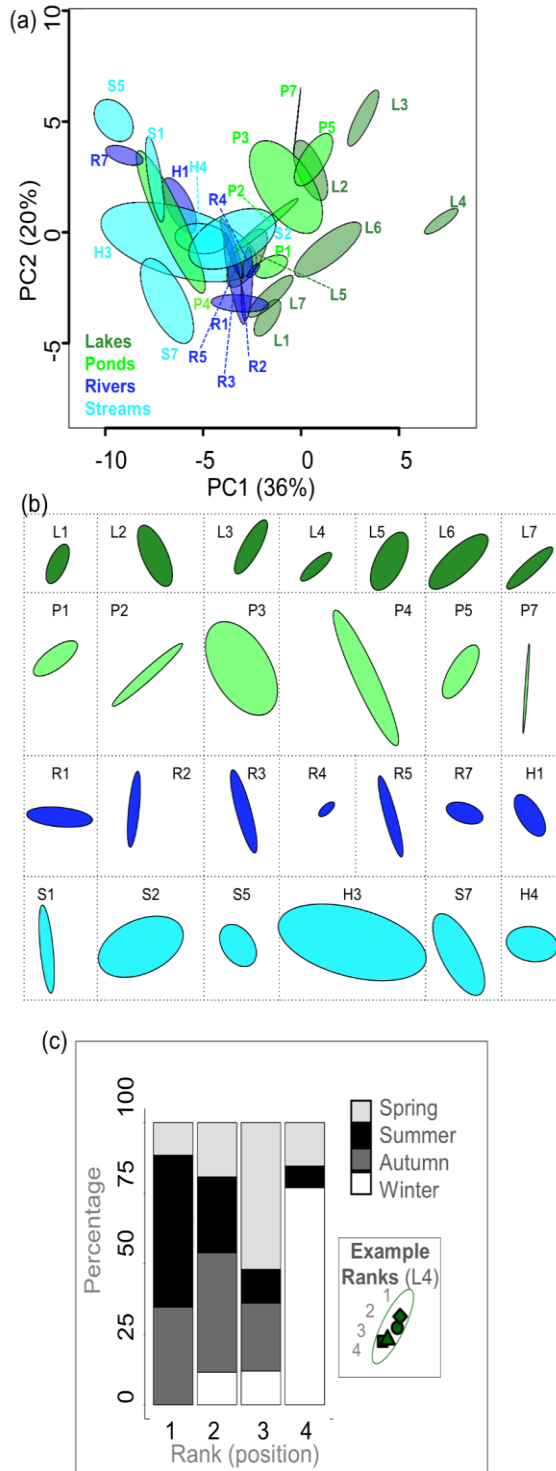 (a)
10
5
0
-5
PC2 (20%)
S5
S1
R7
H1
H4
P3
P7
P5
L3
L2
L4
R4
P2
S2
L6
H3
P1
P4
L5
L7
R1
L1
S7
R5
R2
R3
Lakes
Ponds
Rivers
Streams
-10 -5 0 5
PC1 (36%)
(b)
L1 L2 L3 L4 L5 L6 L7
P1 P2 P3 P4 P5 P7
R1 R2 R3 R4 R5 R7 H1
S1 S2 S5 H3 S7 H4
(c)
100
75
50
25
0
Percentage
1 2 3 4
Rank (position)
Spring
Summer
Autumn
Winter
Example
Ranks (L4)
1
2
3
4